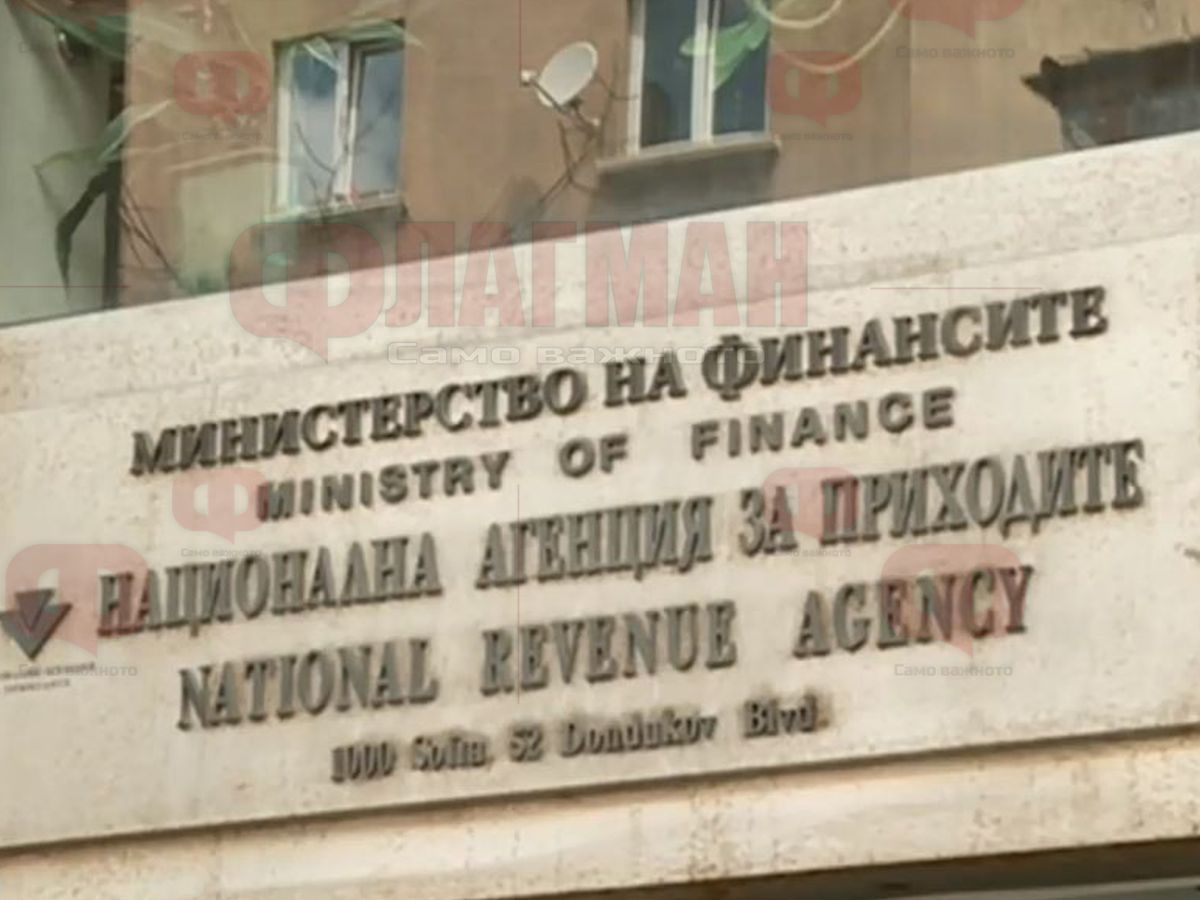 ФЛАГМАН
Само важното
МИНИСТЕРСТВО НА ФИНАНСИТЕ
MINISTRY OF FINANCE
НАЦИОНАЛНА АГЕНЦИЯ ЗА ПРИХОДИТЕ
NATIONAL REVENUE AGENCY
1000 Sofia, 52 Dondukov Blvd.